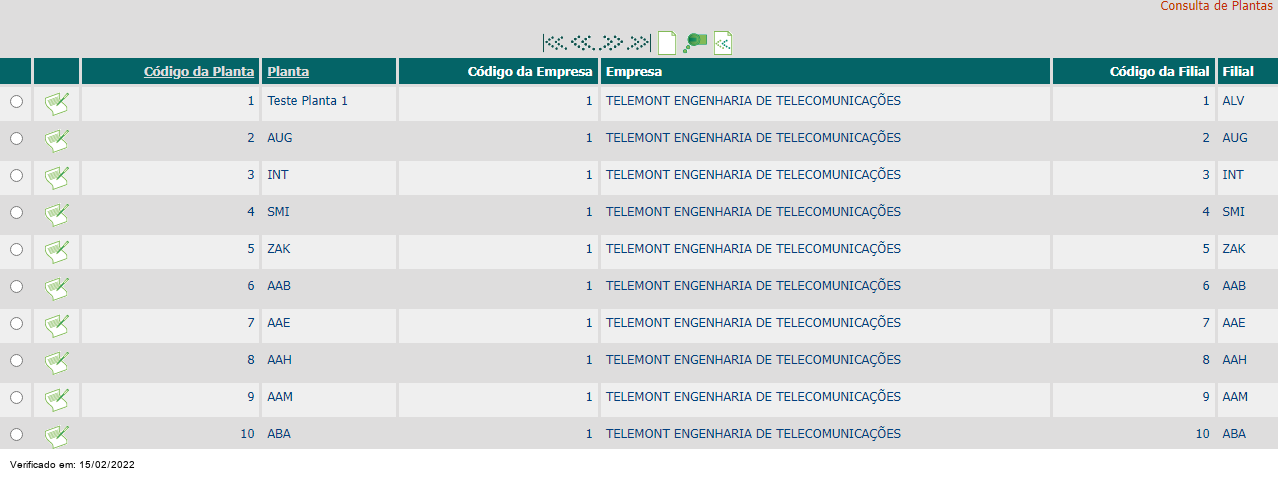 Consulta de Plantas
Código da Planta Planta Código da Empresa Empresa Código da Filial Filial
1 Teste Planta 1 1 TELEMONT ENGENHARIA DE TELECOMUNICAÇÕES 1 ALV
2 AUG 1 TELEMONT ENGENHARIA DE TELECOMUNICAÇÕES 2 AUG
3 INT 1 TELEMONT ENGENHARIA DE TELECOMUNICAÇÕES 3 INT
4 SMI 1 TELEMONT ENGENHARIA DE TELECOMUNICAÇÕES 4 SMI
5 ZAK 1 TELEMONT ENGENHARIA DE TELECOMUNICAÇÕES 5 ZAK
6 AAB 1 TELEMONT ENGENHARIA DE TELECOMUNICAÇÕES 6 AAB
7 AAE 1 TELEMONT ENGENHARIA DE TELECOMUNICAÇÕES 7 AAE
8 AAH 1 TELEMONT ENGENHARIA DE TELECOMUNICAÇÕES 8 AAH
9 AAM 1 TELEMONT ENGENHARIA DE TELECOMUNICAÇÕES 9 AAM
10 ABA 1 TELEMONT ENGENHARIA DE TELECOMUNICAÇÕES 10 ABA
Verificado em: 15/02/2022